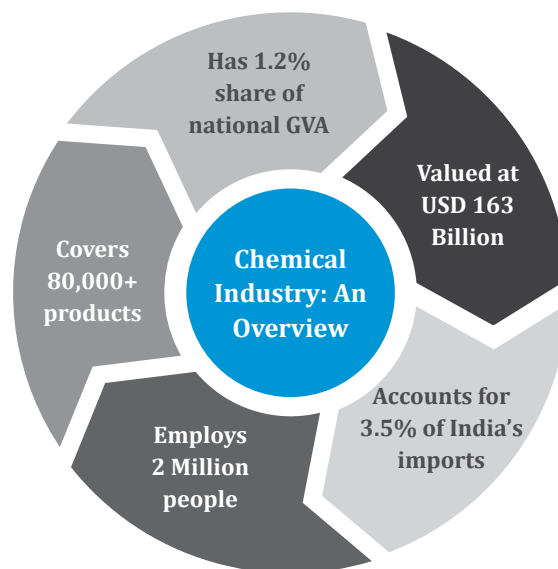 Has 1.2%
share of
national GVA
Valued at
USD 163
Billion
Accounts for
3.5% of India’s
imports
Employs
2 Million
people
Covers
80,000+
products
Chemical
Industry: An
Overview